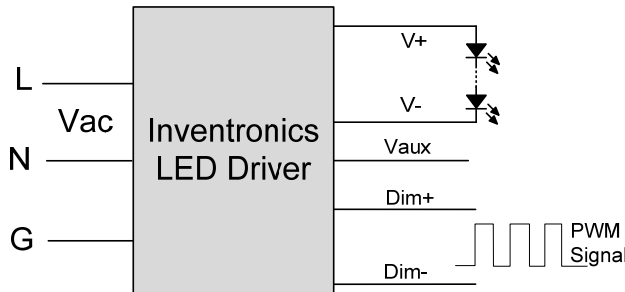 L
Vac
N
G
Inventronics
LED Driver
V+
V-
Vaux
Dim+
Dim-
PWM
Signal